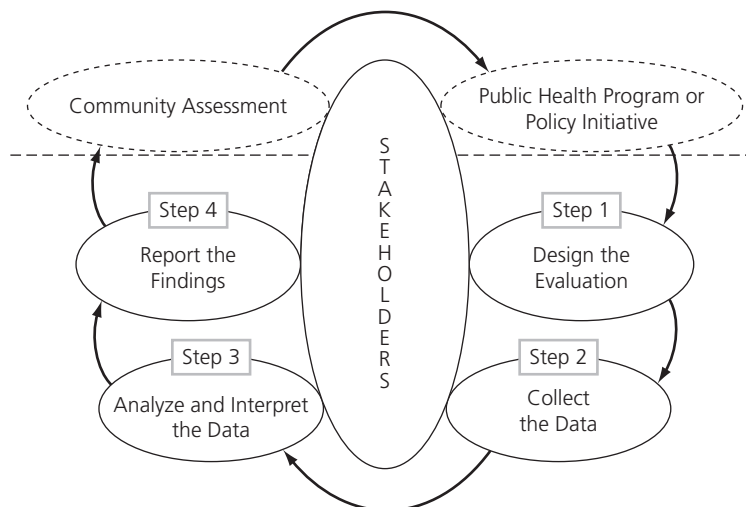 Community Assessment
Public Health Program or
Policy Initiative
STAKEHOLDERS
Step 4
Report the
Findings
Step 1
Design the
Evaluation
Step 3
Analyze and Interpret
the Data
Step 2
Collect
the Data